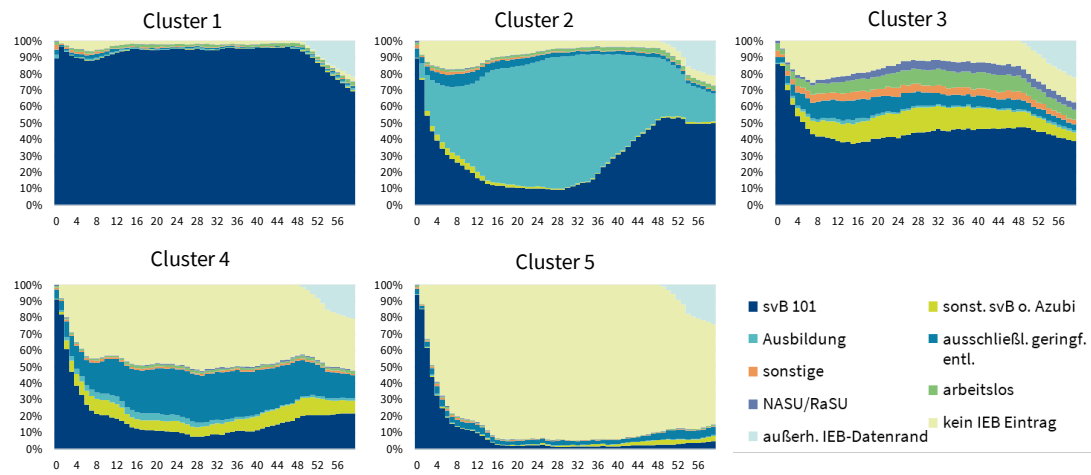 Cluster 1
100%
90%
80%
70%
60%
50%
40%
30%
20%
10%
0%
0 4 8 12 16 20 24 28 32 36 40 44 48 52 56
Cluster 2
100%
90%
80%
70%
60%
50%
40%
30%
20%
10%
0%
0 4 8 12 16 20 24 28 32 36 40 44 48 52 56
Cluster 3
100%
90%
80%
70%
60%
50%
40%
30%
20%
10%
0%
0 4 8 12 16 20 24 28 32 36 40 44 48 52 56
Cluster 4
100%
90%
80%
70%
60%
50%
40%
30%
20%
10%
0%
0 4 8 12 16 20 24 28 32 36 40 44 48 52 56
Cluster 5
100%
90%
80%
70%
60%
50%
40%
30%
20%
10%
0%
0 4 8 12 16 20 24 28 32 36 40 44 48 52 56
svB 101
Ausbildung
sonstige
NASU/RaSU
außerh. IEB-Datenrand
sonst. svB o. Azubi
ausschließl. geringf.
entl.
arbeitslos
kein IEB Eintrag